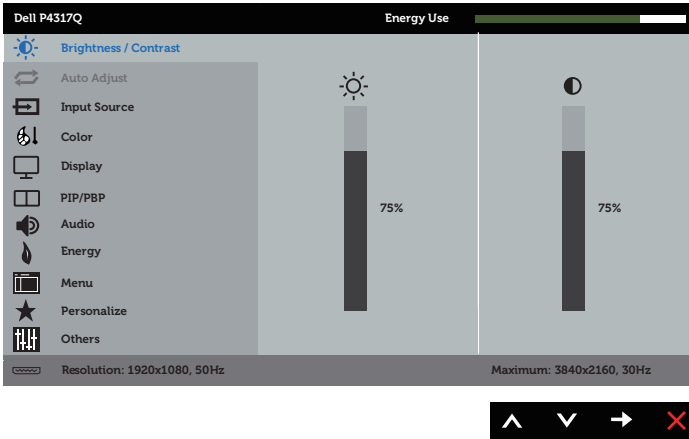 Dell P4317Q
Energy Use
Brightness / Contrast
Auto Adjust
Input Source
Color
Display
PIP/PBP
Audio
Energy
Menu
Personalize
Others
75%
75%
Resolution: 1920x1080, 50Hz
Maximum: 3840x2160, 30Hz